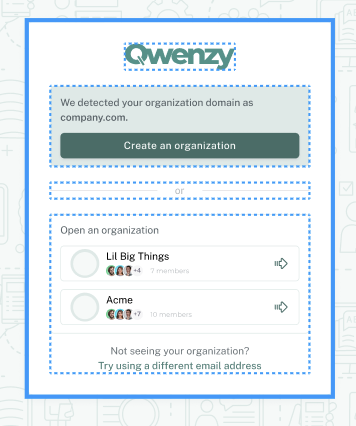 Qwenzy
We detected your organization domain as
company.com.
Create an organization
or
Open an organization
Lil Big Things
+4 7 members
Acme
+7 10 members
Not seeing your organization?
Try using a different email address